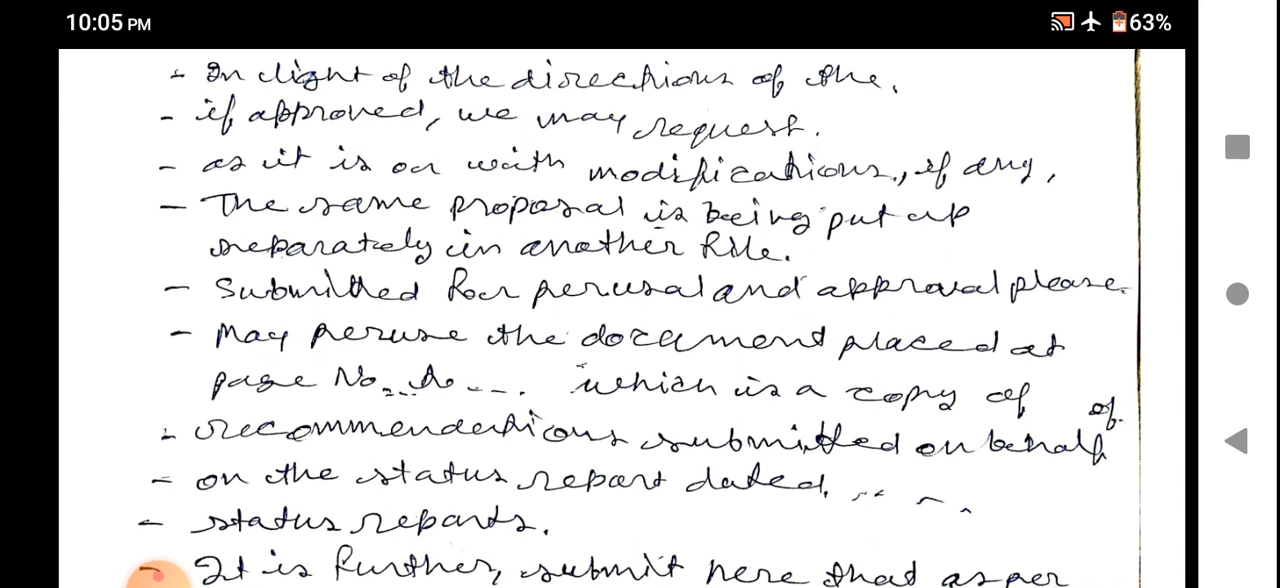 10:05 PM
63%
- In light of the directions of the,
- if approved, we may request.
- as it is or with modifications, if any,
- The same proposal is being put up
separately in another File.
- Submitted for perusal and approval please.
- May peruse the document placed at
page No.... to ---. which is a copy of
- recommendations submitted on behalf of.
- on the status report dated, ....
- status reports.
It is further, submit here that as per